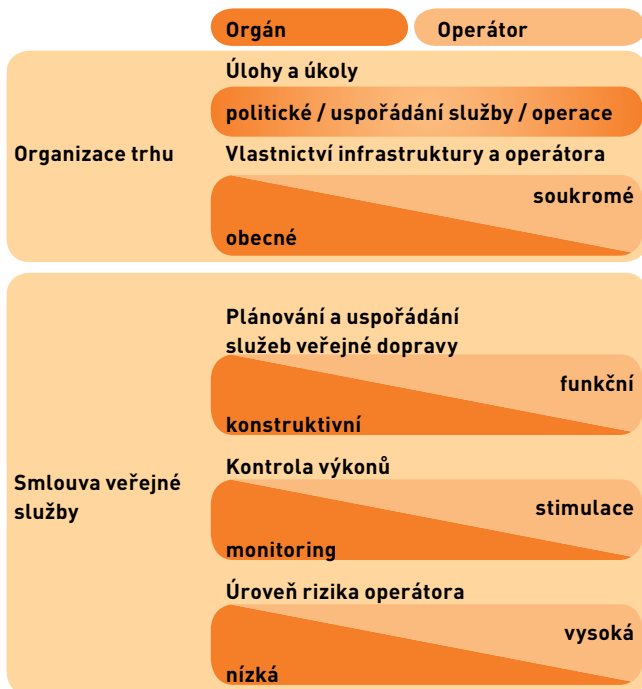 Orgán
Operátor
Úlohy a úkoly
politické / uspořádání služby / operace
Organizace trhu
Vlastnictví infrastruktury a operátora
soukromé
obecné
Plánování a uspořádání
služeb veřejné dopravy
funkční
konstruktivní
Smlouva veřejné
služby
Kontrola výkonů
stimulace
monitoring
Úroveň rizika operátora
vysoká
nízká